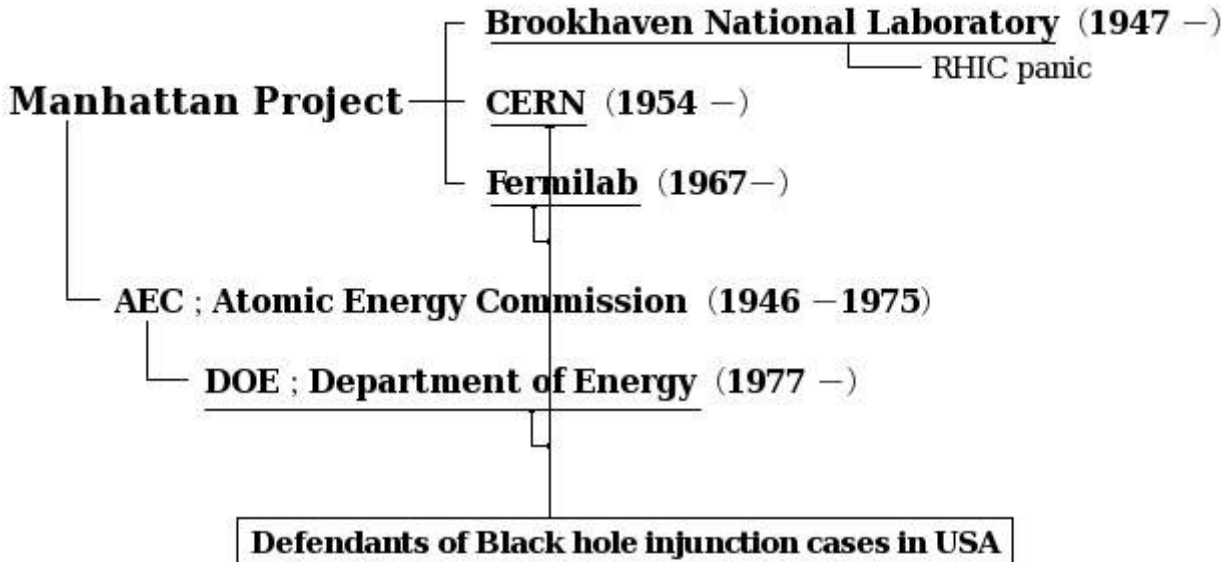 Brookhaven National Laboratory (1947 −)
RHIC panic
Manhattan Project
CERN (1954 −)
Fermilab (1967−)
AEC ; Atomic Energy Commission (1946 −1975)
DOE ; Department of Energy (1977 −)
Defendants of Black hole injunction cases in USA